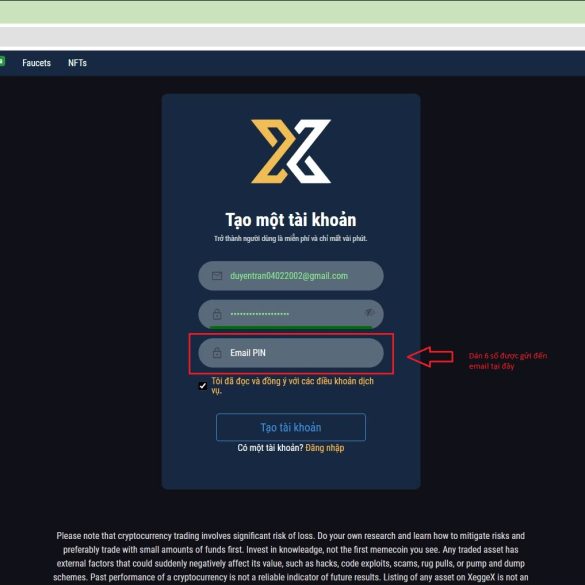 Faucets NFTs
Tạo một tài khoản
Trở thành người dùng là miễn phí và chỉ mất vài phút.
duyentran04022002@gmail.com
Email PIN
Dán 6 số được gửi đến
email tại đây
Tôi đã đọc và đồng ý với các điều khoản dịch
vụ.
Tạo tài khoản
Có một tài khoản? Đăng nhập
Please note that cryptocurrency trading involves significant risk of loss. Do your own research and learn how to mitigate risks and
preferably trade with small amounts of funds first. Invest in knowleadge, not the first memecoin you see. Any traded asset has
external factors that could suddenly negatively affect its value, such as hacks, code exploits, scams, rug pulls, or pump and dump
schemes. Past performance of a cryptocurrency is not a reliable indicator of future results. Listing of any asset on XeggeX is not an